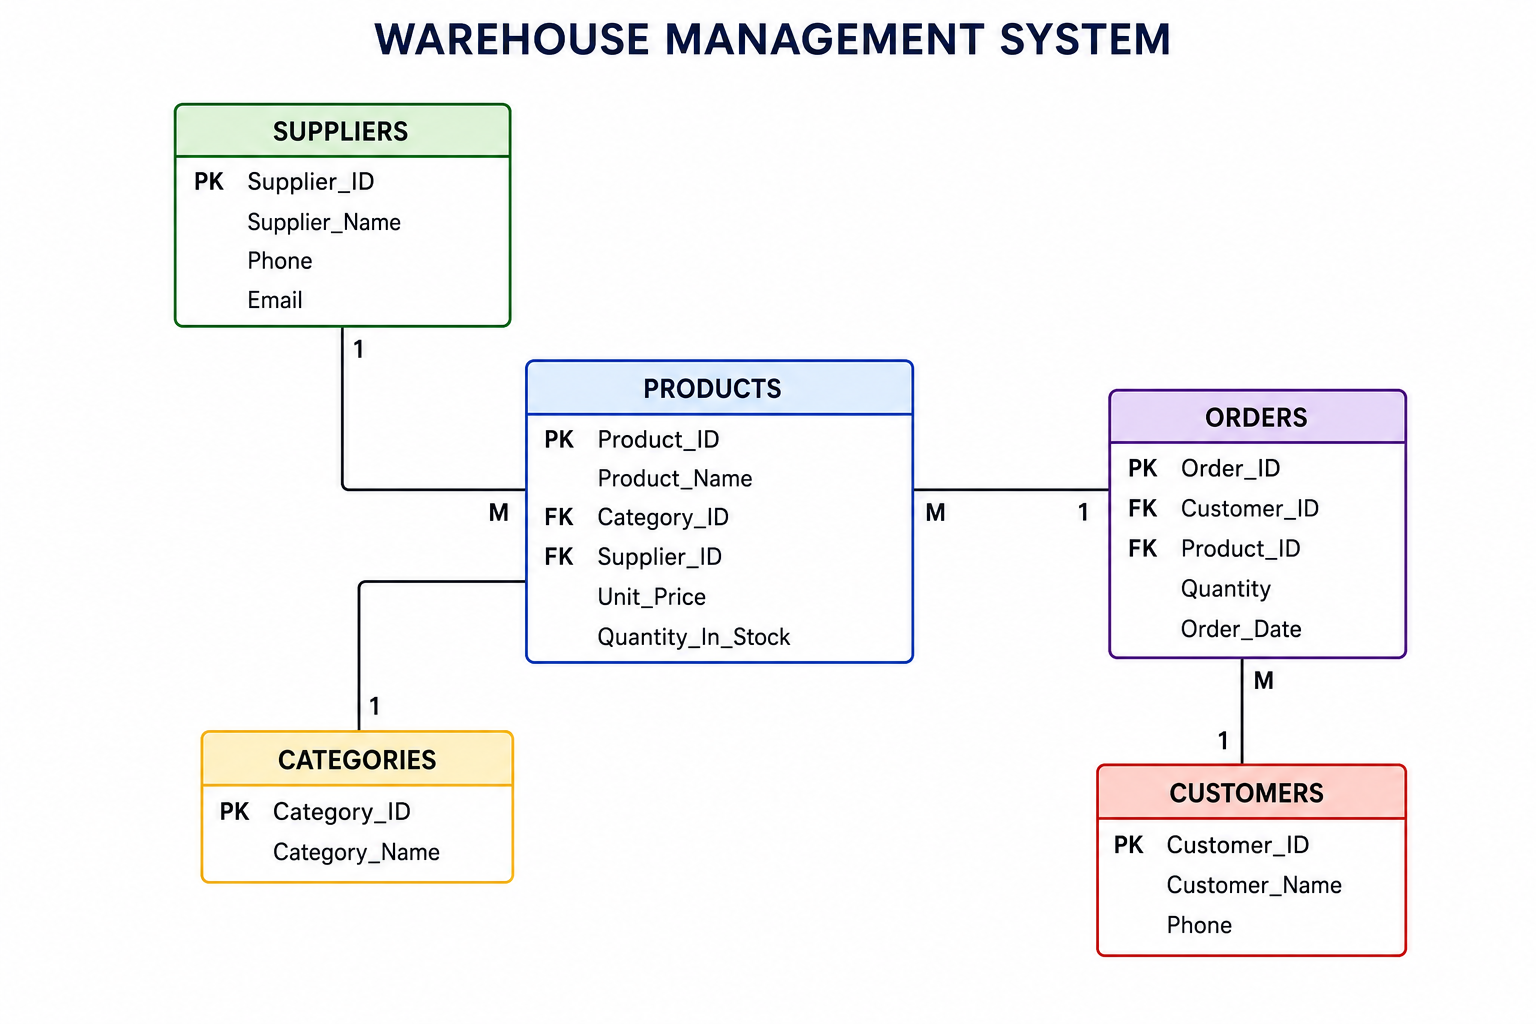 WAREHOUSE MANAGEMENT SYSTEM
SUPPLIERS
PK Supplier_ID
Supplier_Name
Phone
Email
1
M
PRODUCTS
PK Product_ID
Product_Name
FK Category_ID
FK Supplier_ID
Unit_Price
Quantity_In_Stock
M
1
ORDERS
PK Order_ID
FK Customer_ID
FK Product_ID
Quantity
Order_Date
M
1
1
CATEGORIES
PK Category_ID
Category_Name
CUSTOMERS
PK Customer_ID
Customer_Name
Phone